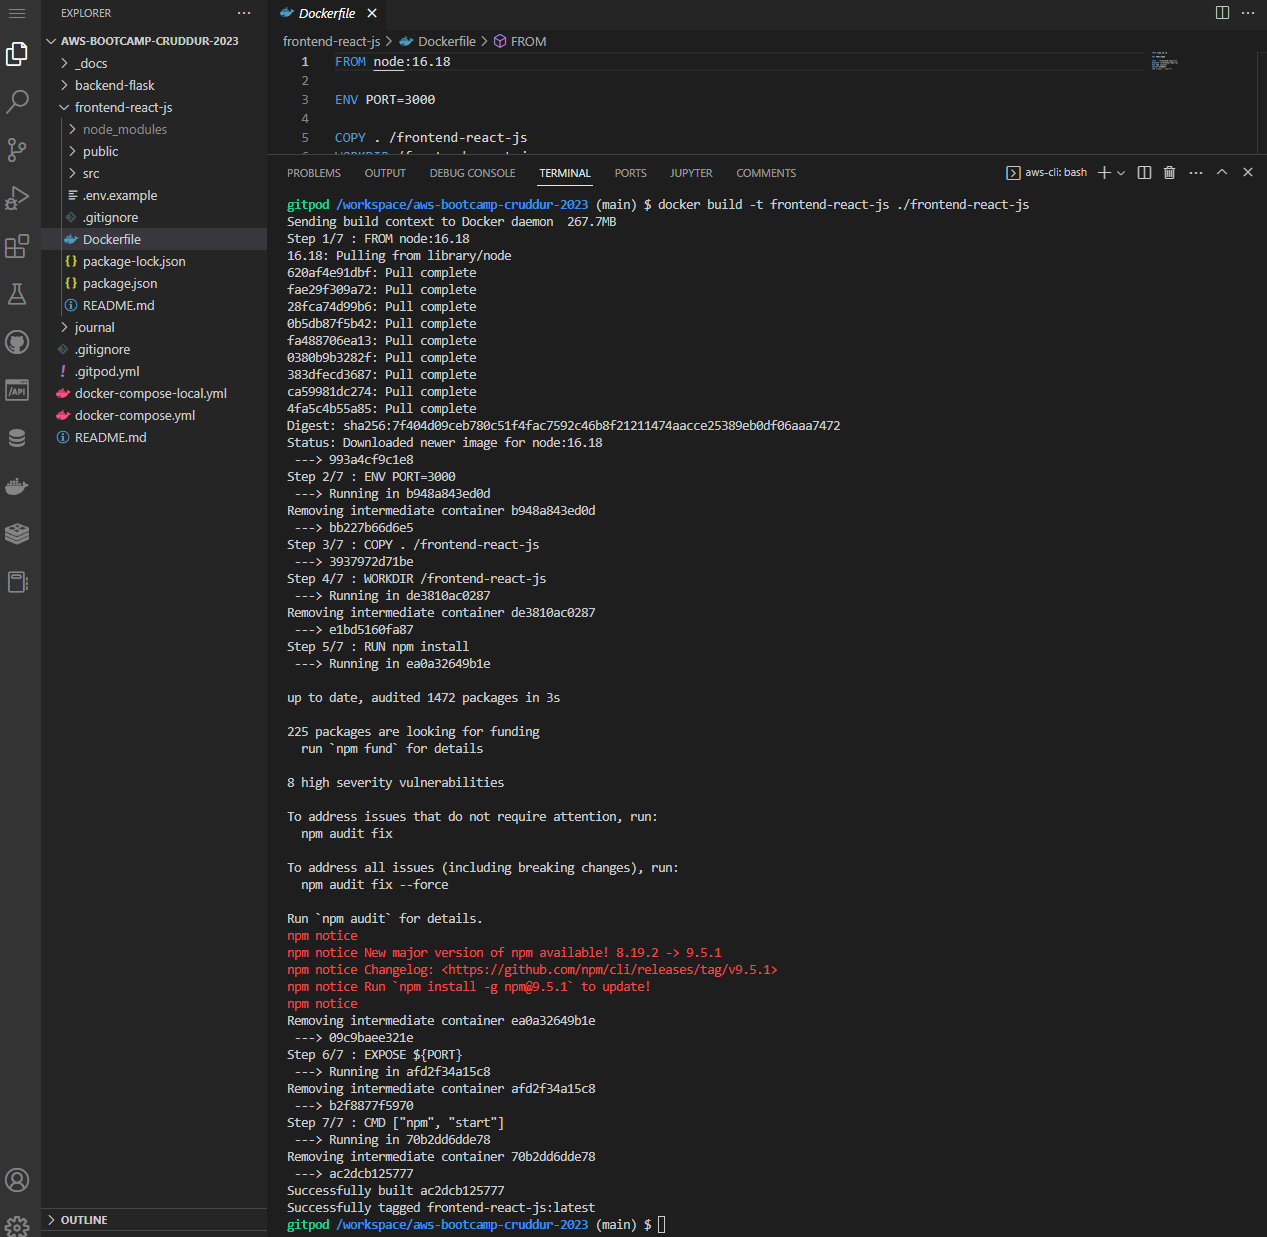 EXPLORER
AWS-BOOTCAMP-CRUDDUR-2023
_docs
backend-flask
frontend-react-js
node_modules
public
src
.env.example
.gitignore
Dockerfile
package-lock.json
package.json
README.md
journal
.gitignore
.gitpod.yml
docker-compose-local.yml
docker-compose.yml
README.md
OUTLINE
Dockerfile
frontend-react-js > Dockerfile > FROM
1 FROM node:16.18
2
3 ENV PORT=3000
4
5 COPY . /frontend-react-js
PROBLEMS OUTPUT DEBUG CONSOLE TERMINAL PORTS JUPYTER COMMENTS aws-cli: bash
gitpod /workspace/aws-bootcamp-cruddur-2023 (main) $ docker build -t frontend-react-js ./frontend-react-js
Sending build context to Docker daemon  267.7MB
Step 1/7 : FROM node:16.18
16.18: Pulling from library/node
620af4e91dbf: Pull complete
fae29f309a72: Pull complete
28fca74d99b6: Pull complete
0b5db87f5b42: Pull complete
fa488706ea13: Pull complete
0380b9b3282f: Pull complete
383dfecd3687: Pull complete
ca59981dc274: Pull complete
4fa5c4b55a85: Pull complete
Digest: sha256:7f404d09ceb780c51f4fac7592c46b8f21211474aacce25389eb0df06aaa7472
Status: Downloaded newer image for node:16.18
---> 993a4cf9c1e8
Step 2/7 : ENV PORT=3000
---> Running in b948a843ed0d
Removing intermediate container b948a843ed0d
---> bb227b66d6e5
Step 3/7 : COPY . /frontend-react-js
---> 3937972d71be
Step 4/7 : WORKDIR /frontend-react-js
---> Running in de3810ac0287
Removing intermediate container de3810ac0287
---> e1bd5160fa87
Step 5/7 : RUN npm install
---> Running in ea0a32649b1e
up to date, audited 1472 packages in 3s
225 packages are looking for funding
run `npm fund` for details
8 high severity vulnerabilities
To address issues that do not require attention, run:
npm audit fix
To address all issues (including breaking changes), run:
npm audit fix --force
Run `npm audit` for details.
npm notice
npm notice New major version of npm available! 8.19.2 -> 9.5.1
npm notice Changelog: <https://github.com/npm/cli/releases/tag/v9.5.1>
npm notice Run `npm install -g npm@9.5.1` to update!
npm notice
Removing intermediate container ea0a32649b1e
---> 09c9baee321e
Step 6/7 : EXPOSE ${PORT}
---> Running in afd2f34a15c8
Removing intermediate container afd2f34a15c8
---> b2f8877f5970
Step 7/7 : CMD ["npm", "start"]
---> Running in 70b2dd6dde78
Removing intermediate container 70b2dd6dde78
---> ac2dcb125777
Successfully built ac2dcb125777
Successfully tagged frontend-react-js:latest
gitpod /workspace/aws-bootcamp-cruddur-2023 (main) $